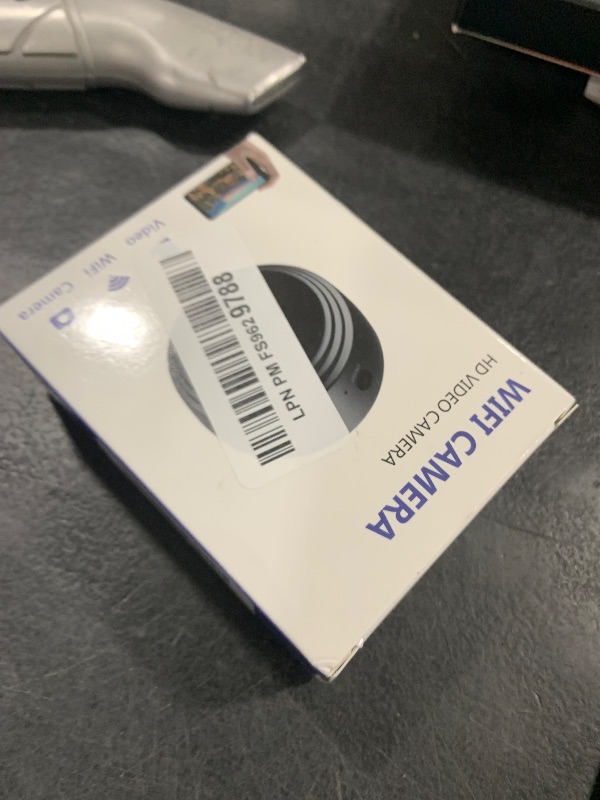 WIFI CAMERA
HD VIDEO CAMERA
LPN PM FS9629788
Video
WiFi
Camera